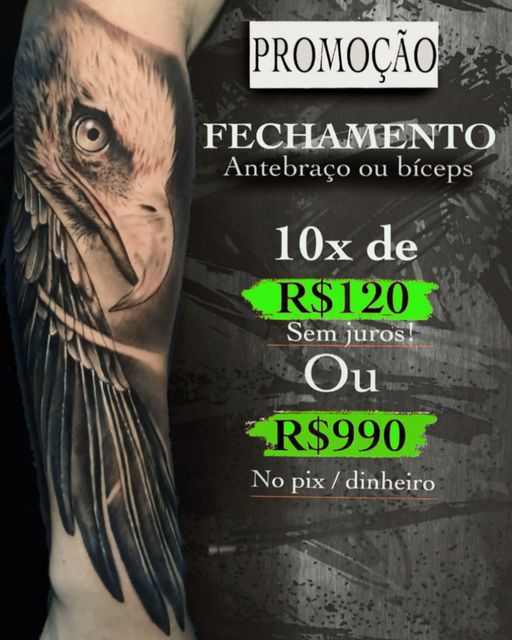 PROMOÇÃO
FECHAMENTO
Antebraço ou bíceps
10x de
R$120
Sem juros!
Ou
R$990
No pix / dinheiro